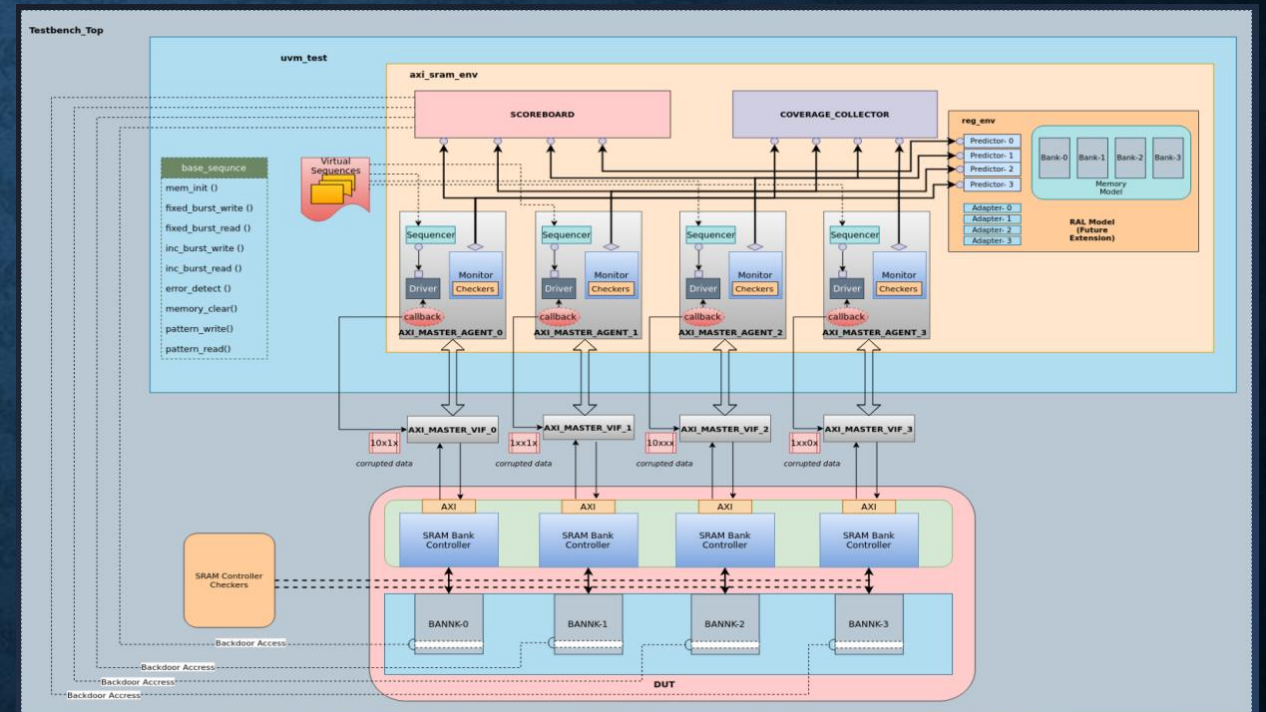 Testbench_Top
uvm_test
axi_sram_env
SCOREBOARD
COVERAGE_COLLECTOR
reg_env
Predictor- 0
Predictor- 1
Predictor- 2
Predictor- 3
Bank-0
Bank-1
Bank-2
Bank-3
Memory
Model
Adapter- 0
Adapter- 1
Adapter- 2
Adapter- 3
RAL Model
(Future
Extension)
base_sequnce
mem_init ()
fixed_burst_write ()
fixed_burst_read ()
inc_burst_write ()
inc_burst_read ()
error_detect ()
memory_clear()
pattern_write()
pattern_read()
Virtual
Sequences
Sequencer
Monitor
Driver
Checkers
callback
AXI_MASTER_AGENT_0
Sequencer
Monitor
Driver
Checkers
callback
AXI_MASTER_AGENT_1
Sequencer
Monitor
Driver
Checkers
callback
AXI_MASTER_AGENT_2
Sequencer
Monitor
Driver
Checkers
callback
AXI_MASTER_AGENT_3
AXI_MASTER_VIF_0
AXI_MASTER_VIF_1
AXI_MASTER_VIF_2
AXI_MASTER_VIF_3
10x1x
corrupted data
1xx1x
corrupted data
10xxx
corrupted data
1xx0x
corrupted data
AXI
AXI
AXI
AXI
SRAM Bank
Controller
SRAM Bank
Controller
SRAM Bank
Controller
SRAM Bank
Controller
SRAM Controller
Checkers
BANNK-0
BANNK-1
BANNK-2
BANNK-3
Backdoor Access
Backdoor Accress
Backdoor Accress
Backdoor Accress
DUT